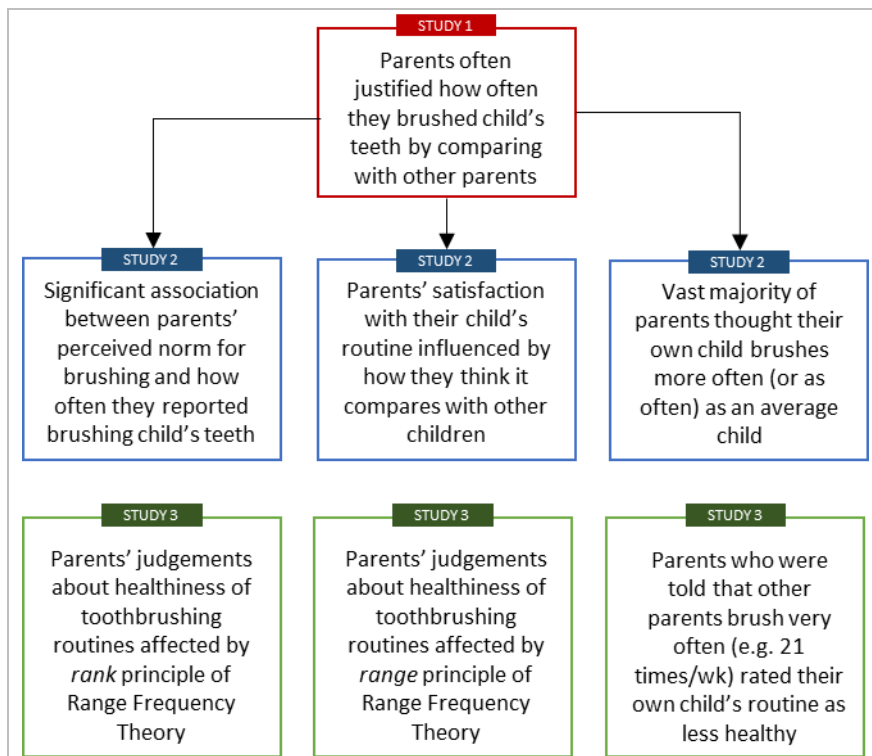 STUDY 1
Parents often
justified how often
they brushed child’s
teeth by comparing
with other parents
STUDY 2
Significant association
between parents’
perceived norm for
brushing and how
often they reported
brushing child’s teeth
STUDY 2
Parents’ satisfaction
with their child’s
routine influenced by
how they think it
compares with other
children
STUDY 2
Vast majority of
parents thought their
own child brushes
more often (or as
often) as an average
child
STUDY 3
Parents’ judgements
about healthiness of
toothbrushing
routines affected by
rank principle of
Range Frequency
Theory
STUDY 3
Parents’ judgements
about healthiness of
toothbrushing
routines affected by
range principle of
Range Frequency
Theory
STUDY 3
Parents who were
told that other
parents brush very
often (e.g. 21
times/wk) rated their
own child’s routine as
less healthy